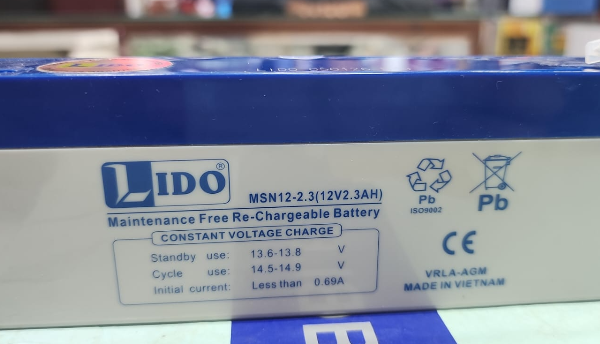 LIDO®
MSN12-2.3(12V2.3AH)
Maintenance Free Re-Chargeable Battery
CONSTANT VOLTAGE CHARGE
Standby use: 13.6-13.8 V
Cycle use: 14.5-14.9 V
Initial current: Less than 0.69A
Pb
ISO9002
Pb
CE
VRLA-AGM
MADE IN VIETNAM